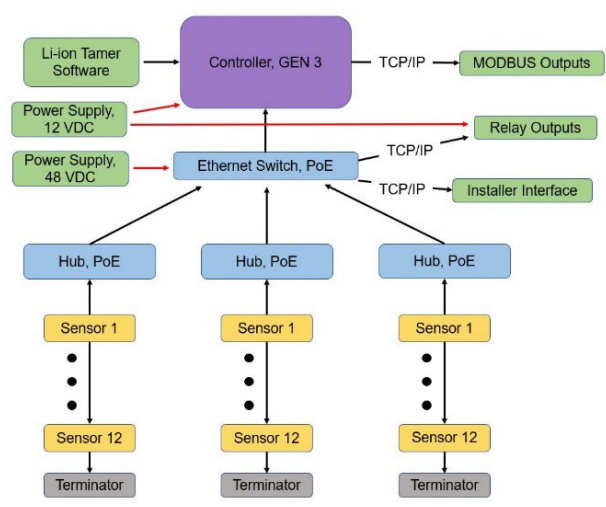 Li-ion Tamer
Software
Controller, GEN 3
TCP/IP
MODBUS Outputs
Power Supply,
12 VDC
Relay Outputs
TCP/IP
Power Supply,
48 VDC
Ethernet Switch, PoE
TCP/IP
Installer Interface
Hub, PoE
Hub, PoE
Hub, PoE
Sensor 1
Sensor 1
Sensor 1
Sensor 12
Sensor 12
Sensor 12
Terminator
Terminator
Terminator